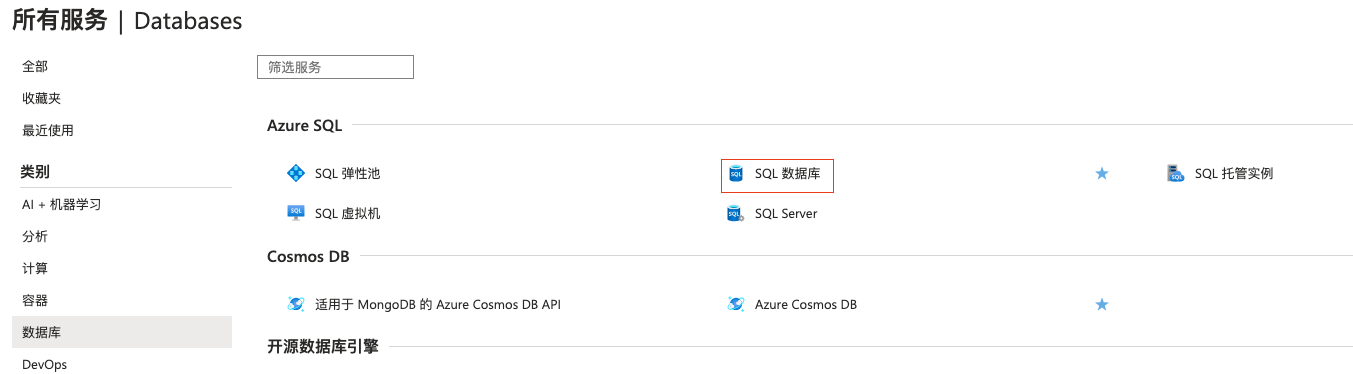 所有服务 | Databases
全部
收藏夹
最近使用
类别
AI + 机器学习
分析
计算
容器
数据库
DevOps
筛选服务
Azure SQL
SQL 弹性池
SQL 数据库
SQL 托管实例
SQL 虚拟机
SQL Server
Cosmos DB
适用于 MongoDB 的 Azure Cosmos DB API
Azure Cosmos DB
开源数据库引擎